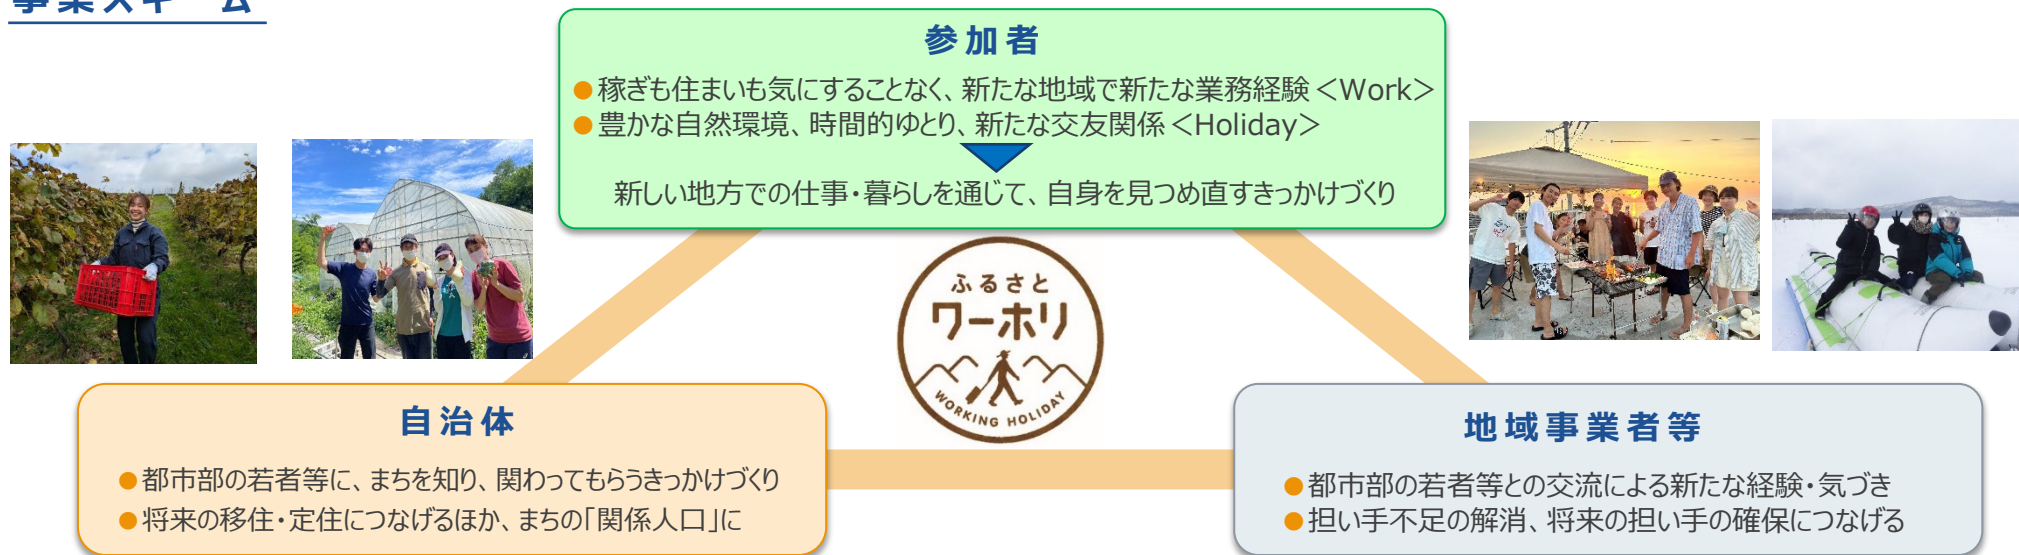 事業スキーム
参加者
●稼ぎも住まいも気にすることなく、新たな地域で新たな業務経験<Work>
●豊かな自然環境、時間的ゆとり、新たな交友関係<Holiday>
新しい地方での仕事・暮らしを通じて、自身を見つめ直すきっかけづくり
ふるさと
ワーホリ
WORKING HOLIDAY
自治体
●都市部の若者等に、まちを知り、関わってもらうきっかけづくり
●将来の移住・定住につなげるほか、まちの「関係人口」に
地域事業者等
●都市部の若者等との交流による新たな経験・気づき
●担い手不足の解消、将来の担い手の確保につなげる